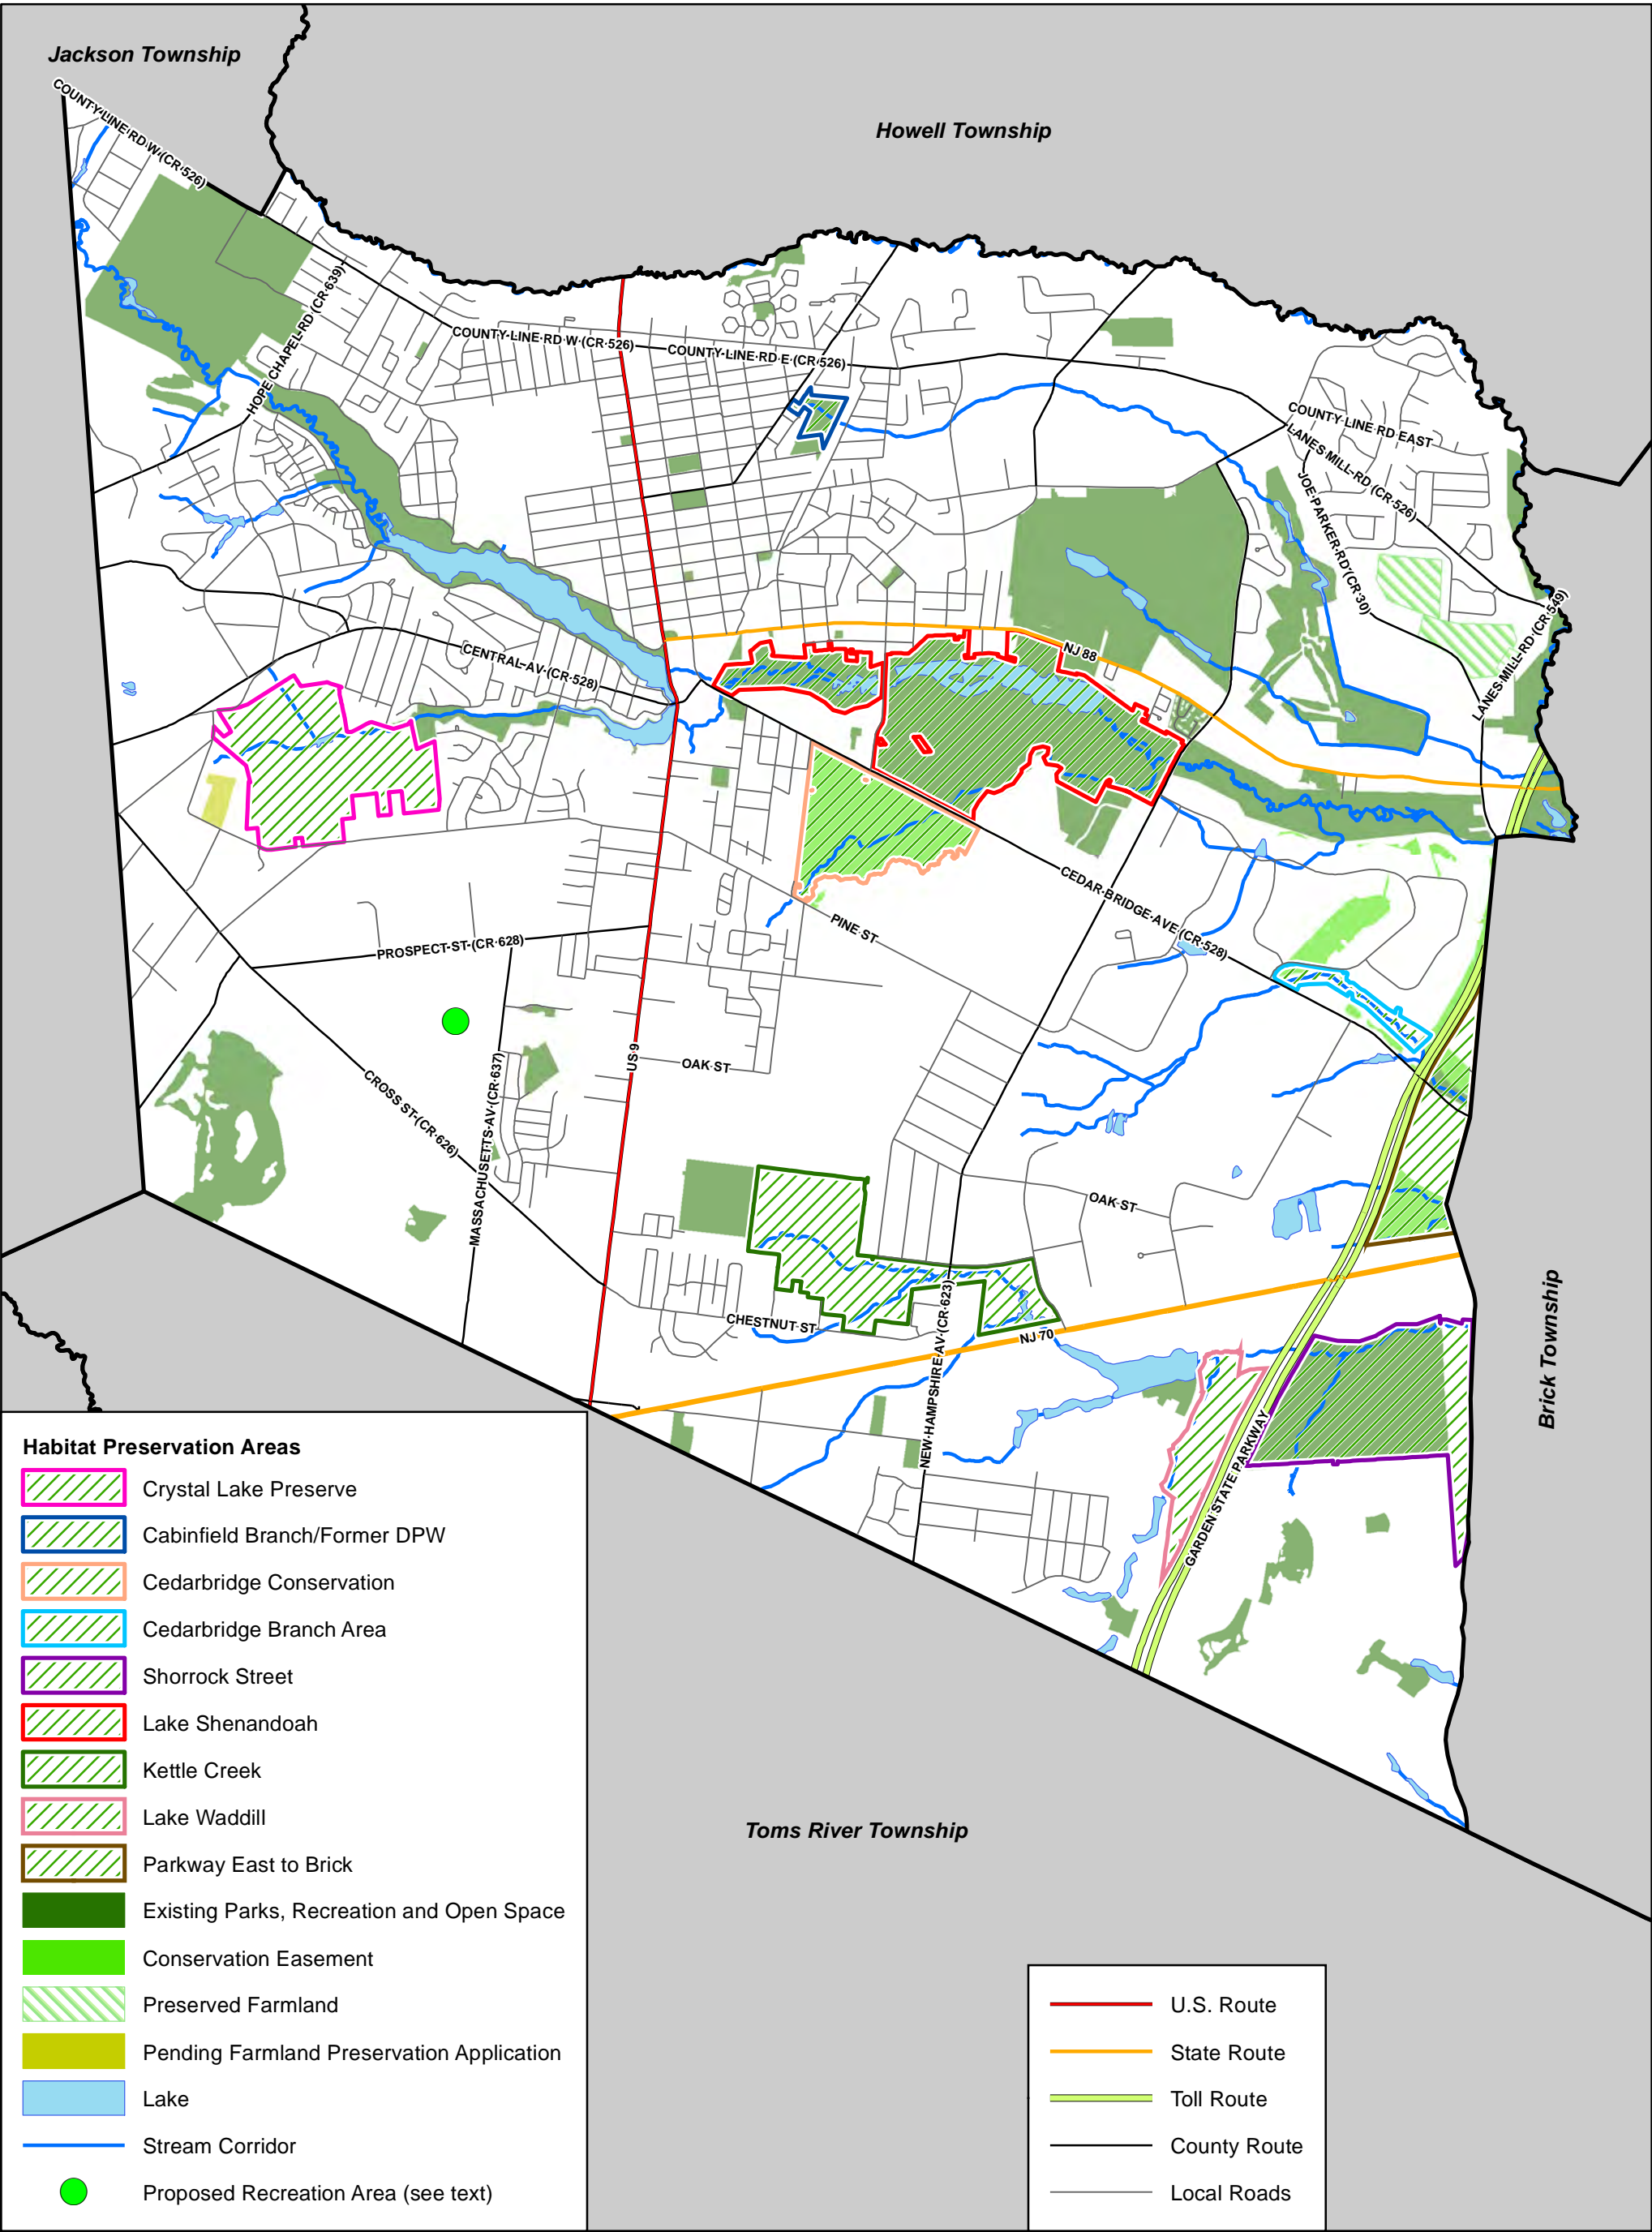 Jackson Township
Howell Township
COUNTY LINE RD W (CR 526)
HOPE CHAPEL RD (CR 639)
COUNTY LINE RD W (CR 526)
COUNTY LINE RD E (CR 526)
COUNTY LINE RD EAST
LANES MILL RD (CR 526)
JOE PARKER RD (CR 30)
LANES MILL RD (CR 549)
NJ 88
CENTRAL AV (CR 528)
CEDAR BRIDGE AVE (CR 528)
PINE ST
PROSPECT ST (CR 628)
US 9
OAK ST
CROSS ST (CR 626)
MASSACHUSETTS AV (CR 637)
OAK ST
CHESTNUT ST
NEW HAMPSHIRE AV (CR 623)
NJ 70
GARDEN STATE PARKWAY
Brick Township
Toms River Township
Habitat Preservation Areas
Crystal Lake Preserve
Cabinfield Branch/Former DPW
Cedarbridge Conservation
Cedarbridge Branch Area
Shorrock Street
Lake Shenandoah
Kettle Creek
Lake Waddill
Parkway East to Brick
Existing Parks, Recreation and Open Space
Conservation Easement
Preserved Farmland
Pending Farmland Preservation Application
Lake
Stream Corridor
Proposed Recreation Area (see text)
U.S. Route
State Route
Toll Route
County Route
Local Roads